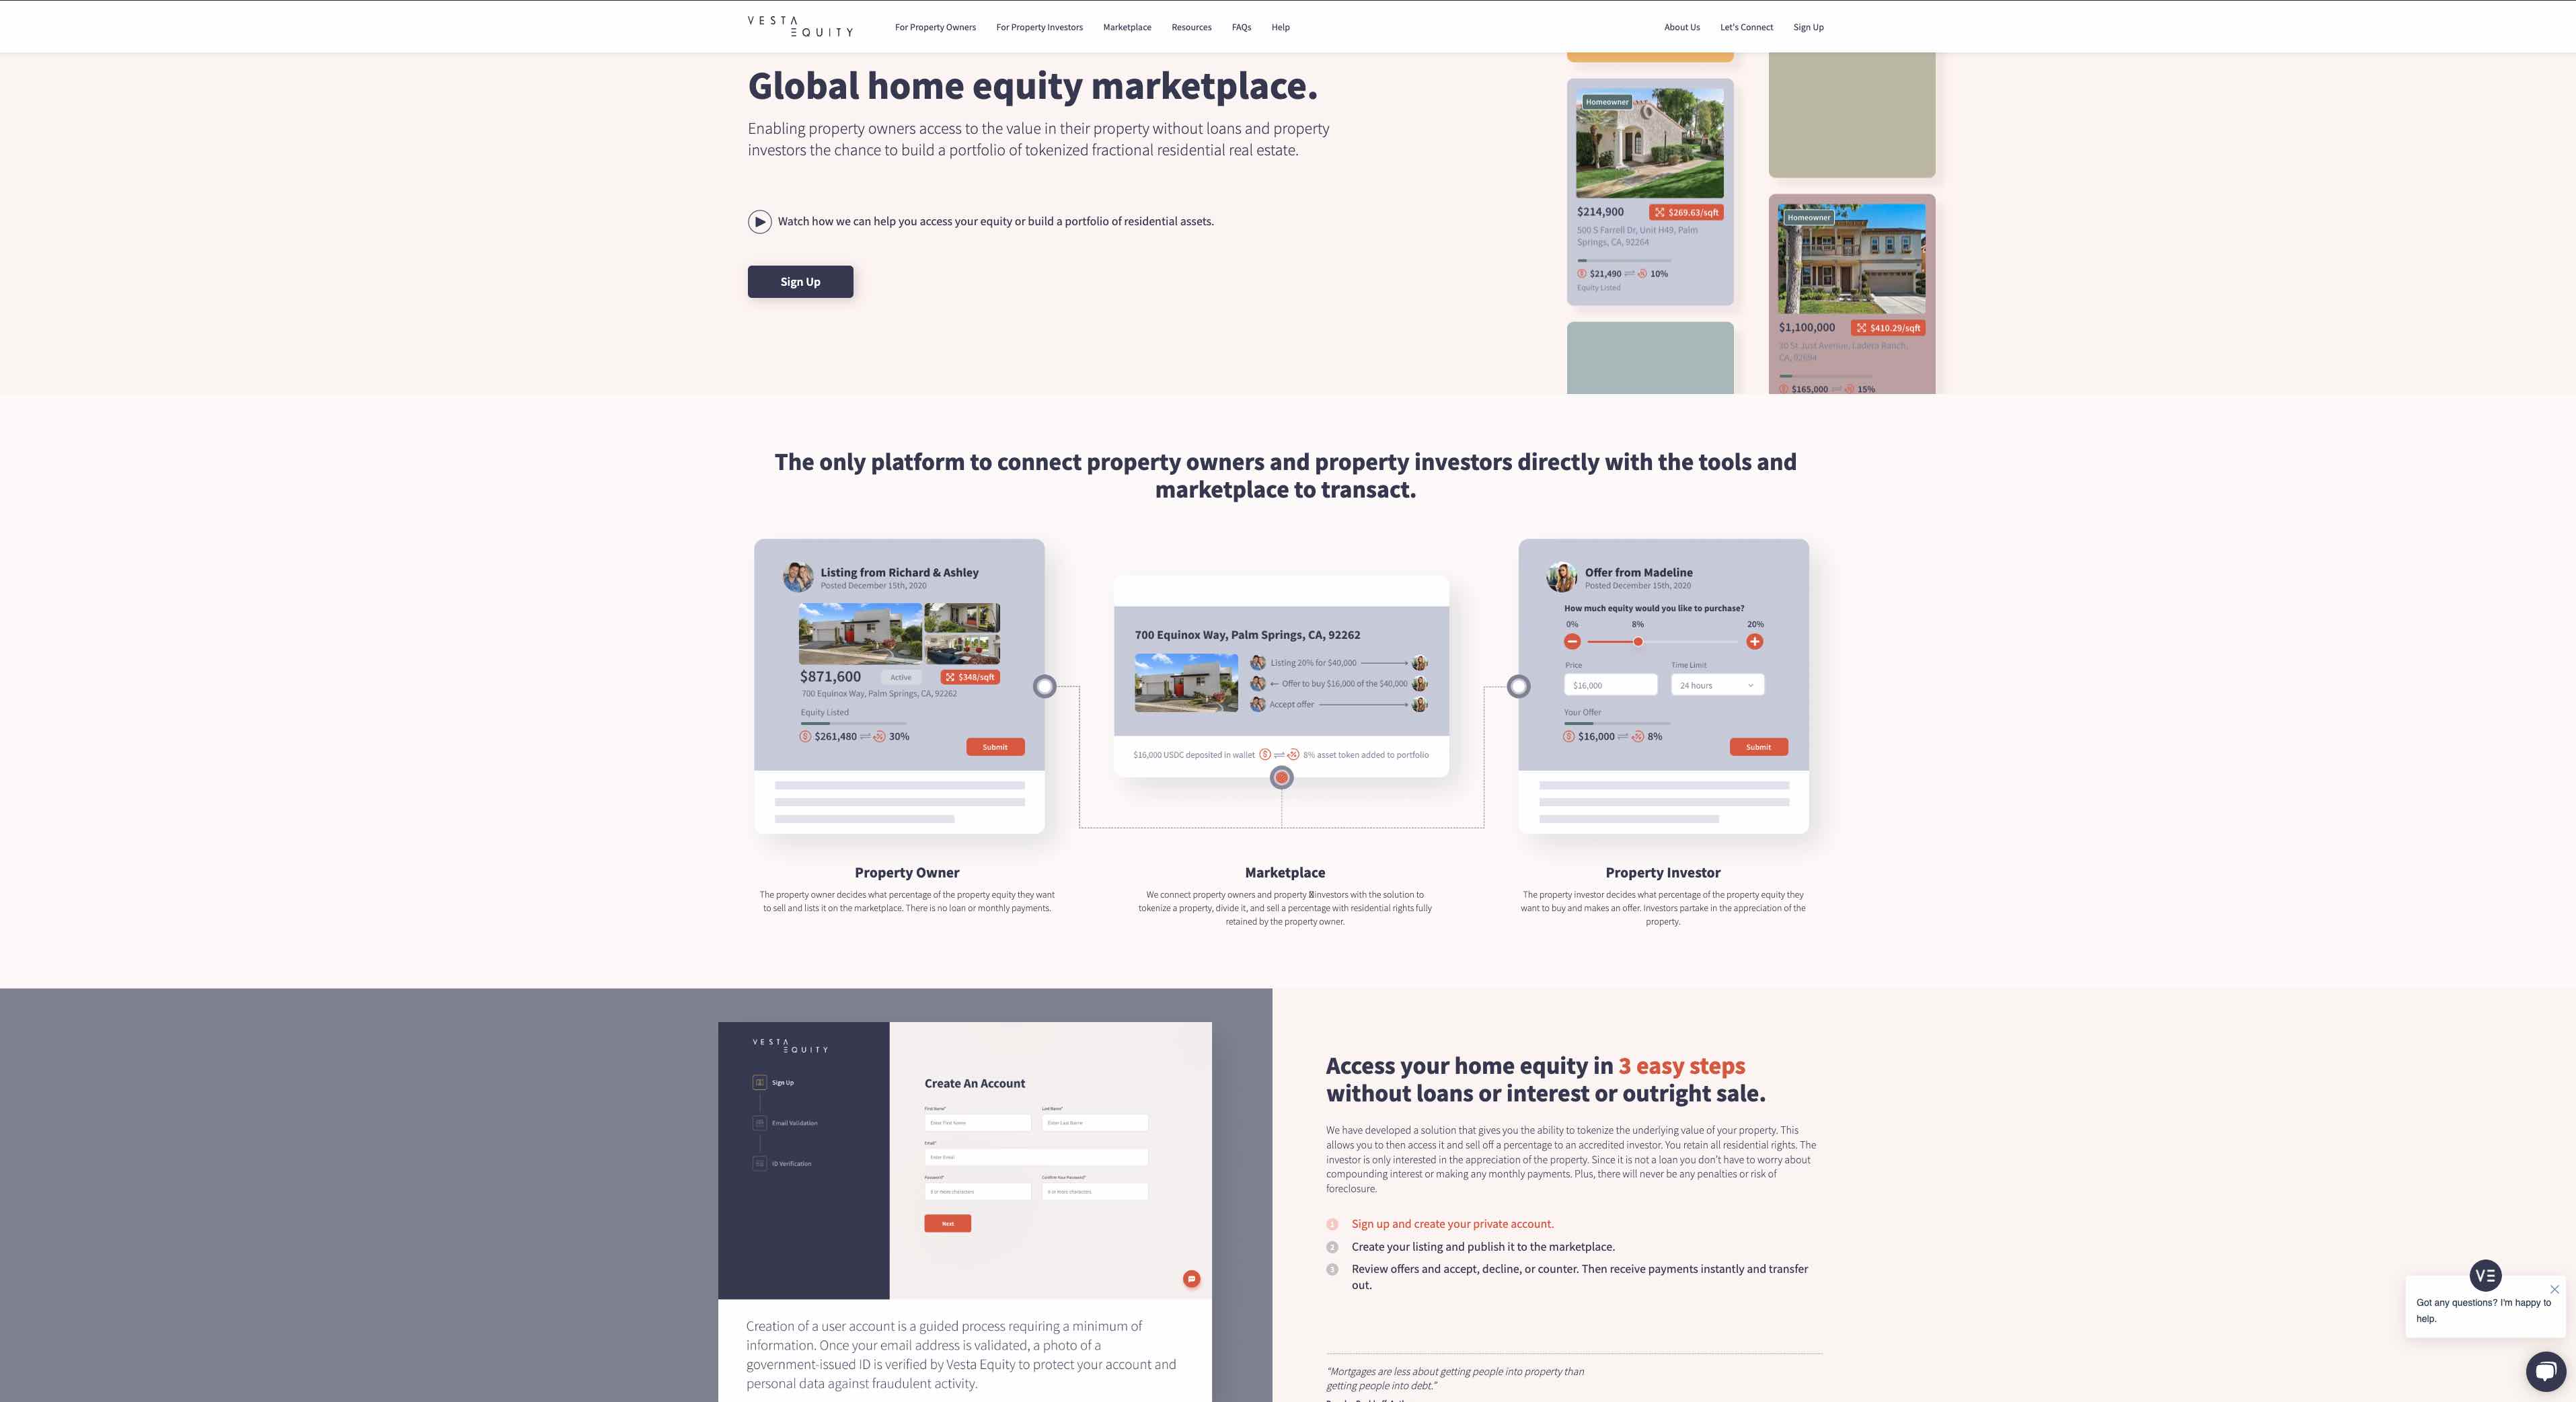 VESTA
EQUITY
For Property Owners
For Property Investors
Marketplace
Resources
FAQs
Help
About Us
Let's Connect
Sign Up
Global home equity marketplace.
Enabling property owners access to the value in their property without loans and property
investors the chance to build a portfolio of tokenized fractional residential real estate.
Watch how we can help you access your equity or build a portfolio of residential assets.
Sign Up
Homeowner
$214,900
$269.63/sqft
500 S Farrell Dr, Unit H49, Palm
Springs, CA, 92264
$21,490
10%
Equity Listed
Homeowner
$1,100,000
$410.29/sqft
30 St Just Avenue, Ladera Ranch,
CA, 92694
$165,000
15%
The only platform to connect property owners and property investors directly with the tools and
marketplace to transact.
Listing from Richard & Ashley
Posted December 15th, 2020
$871,600
Active
$348/sqft
700 Equinox Way, Palm Springs, CA, 92262
Equity Listed
$261,480
30%
Submit
700 Equinox Way, Palm Springs, CA, 92262
Listing 20% for $40,000
Offer to buy $16,000 of the $40,000
Accept offer
$16,000 USDC deposited in wallet
8% asset token added to portfolio
Offer from Madeline
Posted December 15th, 2020
How much equity would you like to purchase?
0%
8%
20%
Price
Time Limit
$16,000
24 hours
Your Offer
$16,000
8%
Submit
Property Owner
The property owner decides what percentage of the property equity they want
to sell and lists it on the marketplace. There is no loan or monthly payments.
Marketplace
We connect property owners and property investors with the solution to
tokenize a property, divide it, and sell a percentage with residential rights fully
retained by the property owner.
Property Investor
The property investor decides what percentage of the property equity they
want to buy and makes an offer. Investors partake in the appreciation of the
property.
VESTA
EQUITY
Sign Up
Email Validation
ID Verification
Create An Account
First Name*
Last Name*
Enter First Name
Enter Last Name
Email*
Enter Email
Password*
Confirm Your Password*
8 or more characters
8 or more characters
Next
Creation of a user account is a guided process requiring a minimum of
information. Once your email address is validated, a photo of a
government-issued ID is verified by Vesta Equity to protect your account and
personal data against fraudulent activity.
Access your home equity in 3 easy steps
without loans or interest or outright sale.
We have developed a solution that gives you the ability to tokenize the underlying value of your property. This
allows you to then access it and sell off a percentage to an accredited investor. You retain all residential rights. The
investor is only interested in the appreciation of the property. Since it is not a loan you don't have to worry about
compounding interest or making any monthly payments. Plus, there will never be any penalties or risk of
foreclosure.
1 Sign up and create your private account.
2 Create your listing and publish it to the marketplace.
3 Review offers and accept, decline, or counter. Then receive payments instantly and transfer
out.
"Mortgages are less about getting people into property than
getting people into debt."
VE
Got any questions? I'm happy to
help.